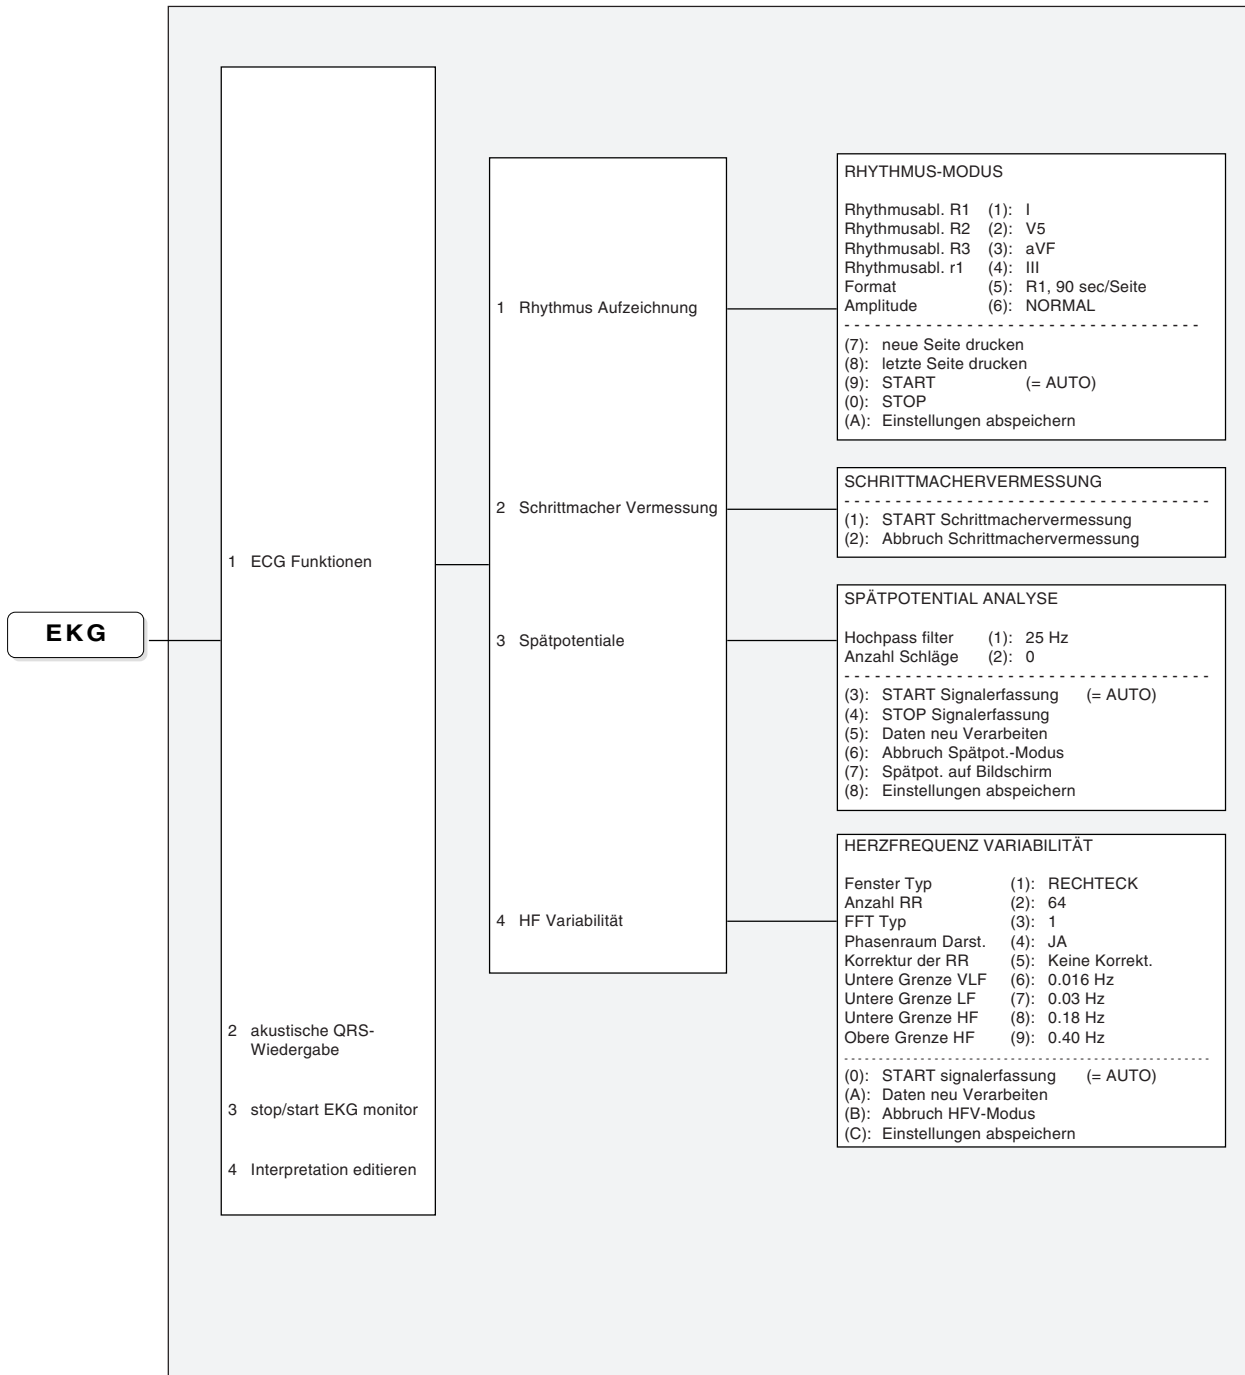 EKG
1 ECG Funktionen
2 akustische QRS-
Wiedergabe
3 stop/start EKG monitor
4 Interpretation editieren
1 Rhythmus Aufzeichnung
2 Schrittmacher Vermessung
3 Spätpotentiale
4 HF Variabilität
RHYTHMUS-MODUS
Rhythmusabl. R1 (1): I
Rhythmusabl. R2 (2): V5
Rhythmusabl. R3 (3): aVF
Rhythmusabl. r1 (4): III
Format (5): R1, 90 sec/Seite
Amplitude (6): NORMAL
(7): neue Seite drucken
(8): letzte Seite drucken
(9): START (= AUTO)
(0): STOP
(A): Einstellungen abspeichern
SCHRITTMACHERVERMESSUNG
(1): START Schrittmachervermessung
(2): Abbruch Schrittmachervermessung
SPÄTPOTENTIAL ANALYSE
Hochpass filter (1): 25 Hz
Anzahl Schläge (2): 0
(3): START Signalerfassung (= AUTO)
(4): STOP Signalerfassung
(5): Daten neu Verarbeiten
(6): Abbruch Spätpot.-Modus
(7): Spätpot. auf Bildschirm
(8): Einstellungen abspeichern
HERZFREQUENZ VARIABILITÄT
Fenster Typ (1): RECHTECK
Anzahl RR (2): 64
FFT Typ (3): 1
Phasenraum Darst. (4): JA
Korrektur der RR (5): Keine Korrekt.
Untere Grenze VLF (6): 0.016 Hz
Untere Grenze LF (7): 0.03 Hz
Untere Grenze HF (8): 0.18 Hz
Obere Grenze HF (9): 0.40 Hz
(0): START signalerfassung (= AUTO)
(A): Daten neu Verarbeiten
(B): Abbruch HFV-Modus
(C): Einstellungen abspeichern